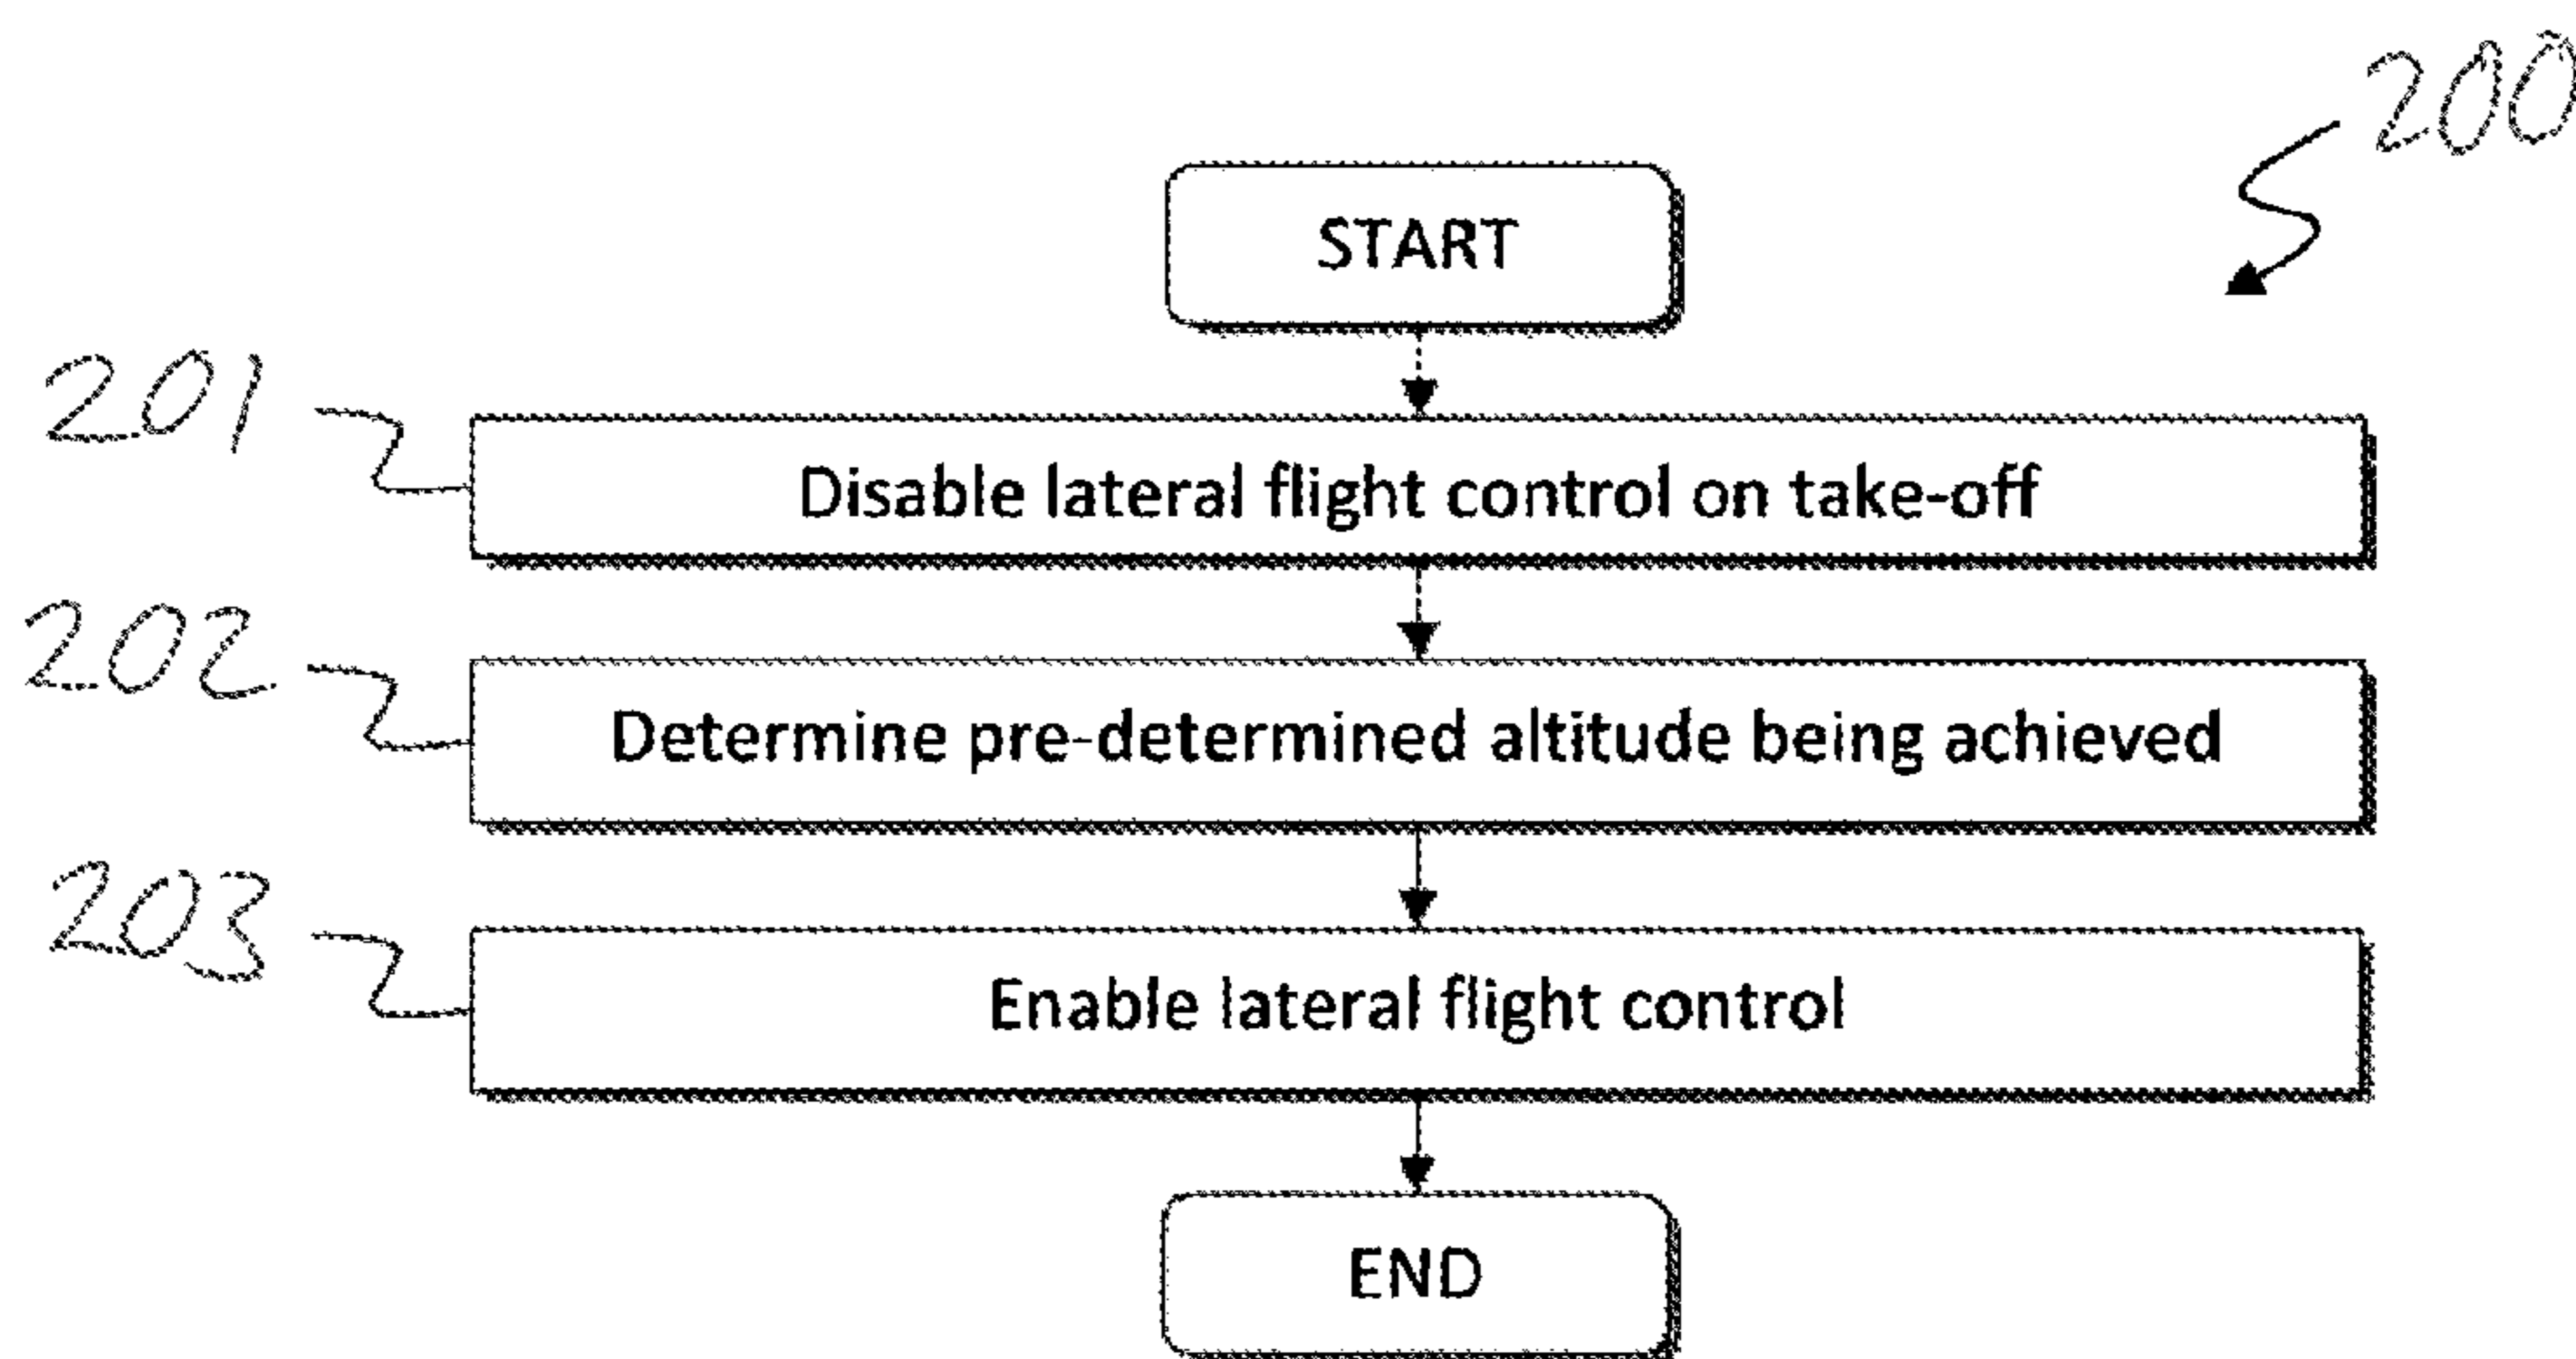 200
START
201
Disable lateral flight control on take-off
202
Determine pre-determined altitude being achieved
203
Enable lateral flight control
END